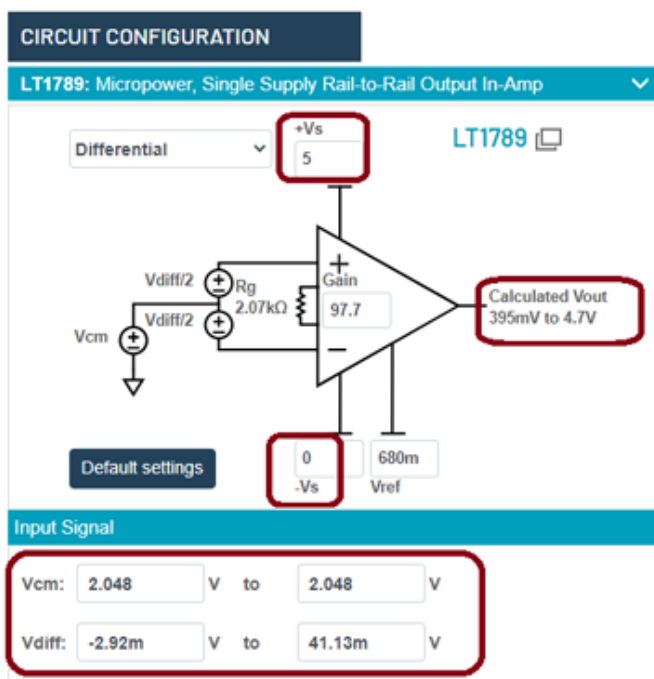 CIRCUIT CONFIGURATION
LT1789: Micropower, Single Supply Rail-to-Rail Output In-Amp
Differential
+Vs
5
LT1789
Vdiff/2
Rg
2.07kΩ
+
Gain
97.7
Vdiff/2
Vcm
−
Calculated Vout
395mV to 4.7V
Default settings
0
680m
-Vs
Vref
Input Signal
Vcm: 2.048 V to 2.048 V
Vdiff: -2.92m V to 41.13m V